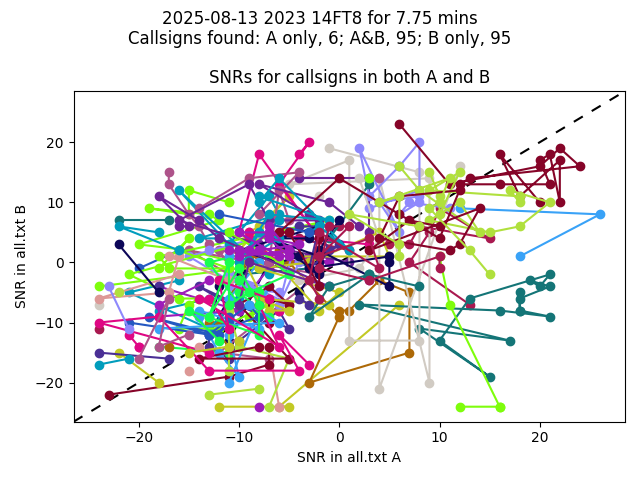 2025-08-13 2023 14FT8 for 7.75 mins
Callsigns found: A only, 6; A&B, 95; B only, 95
SNRs for callsigns in both A and B
SNR in all.txt B
20
10
0
−10
−20
−20
−10
0
10
20
SNR in all.txt A